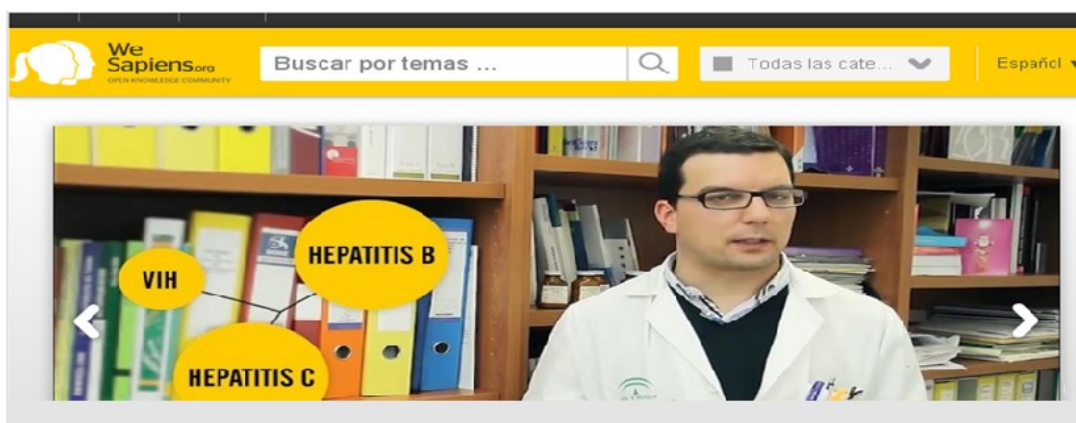 We
Sapiens.org
OPEN KNOWLEDGE COMMUNITY
Buscar por temas ...
Todas las cate...
Español
HEPATITIS B
VIH
HEPATITIS C